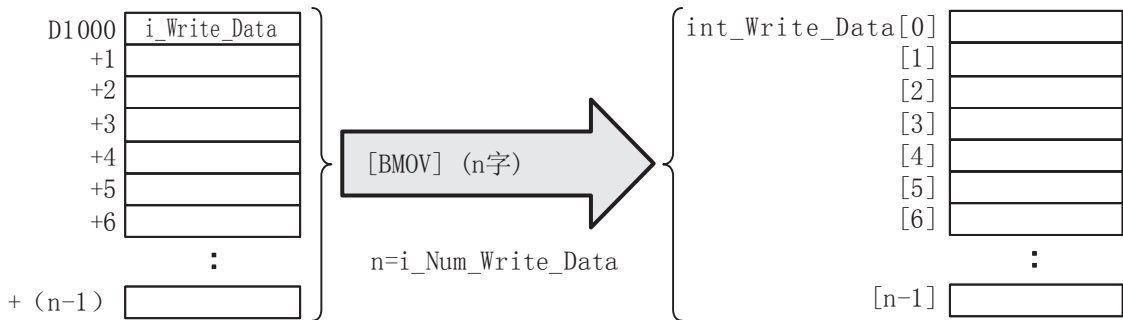 D1000 i_Write_Data int_Write_Data[0]
+1 [1]
+2 [2]
+3 [3]
[BMOV] (n字)
+4 [4]
+5 [5]
+6 [6]
: n=i_Num_Write_Data :
+ (n-1) [n-1]